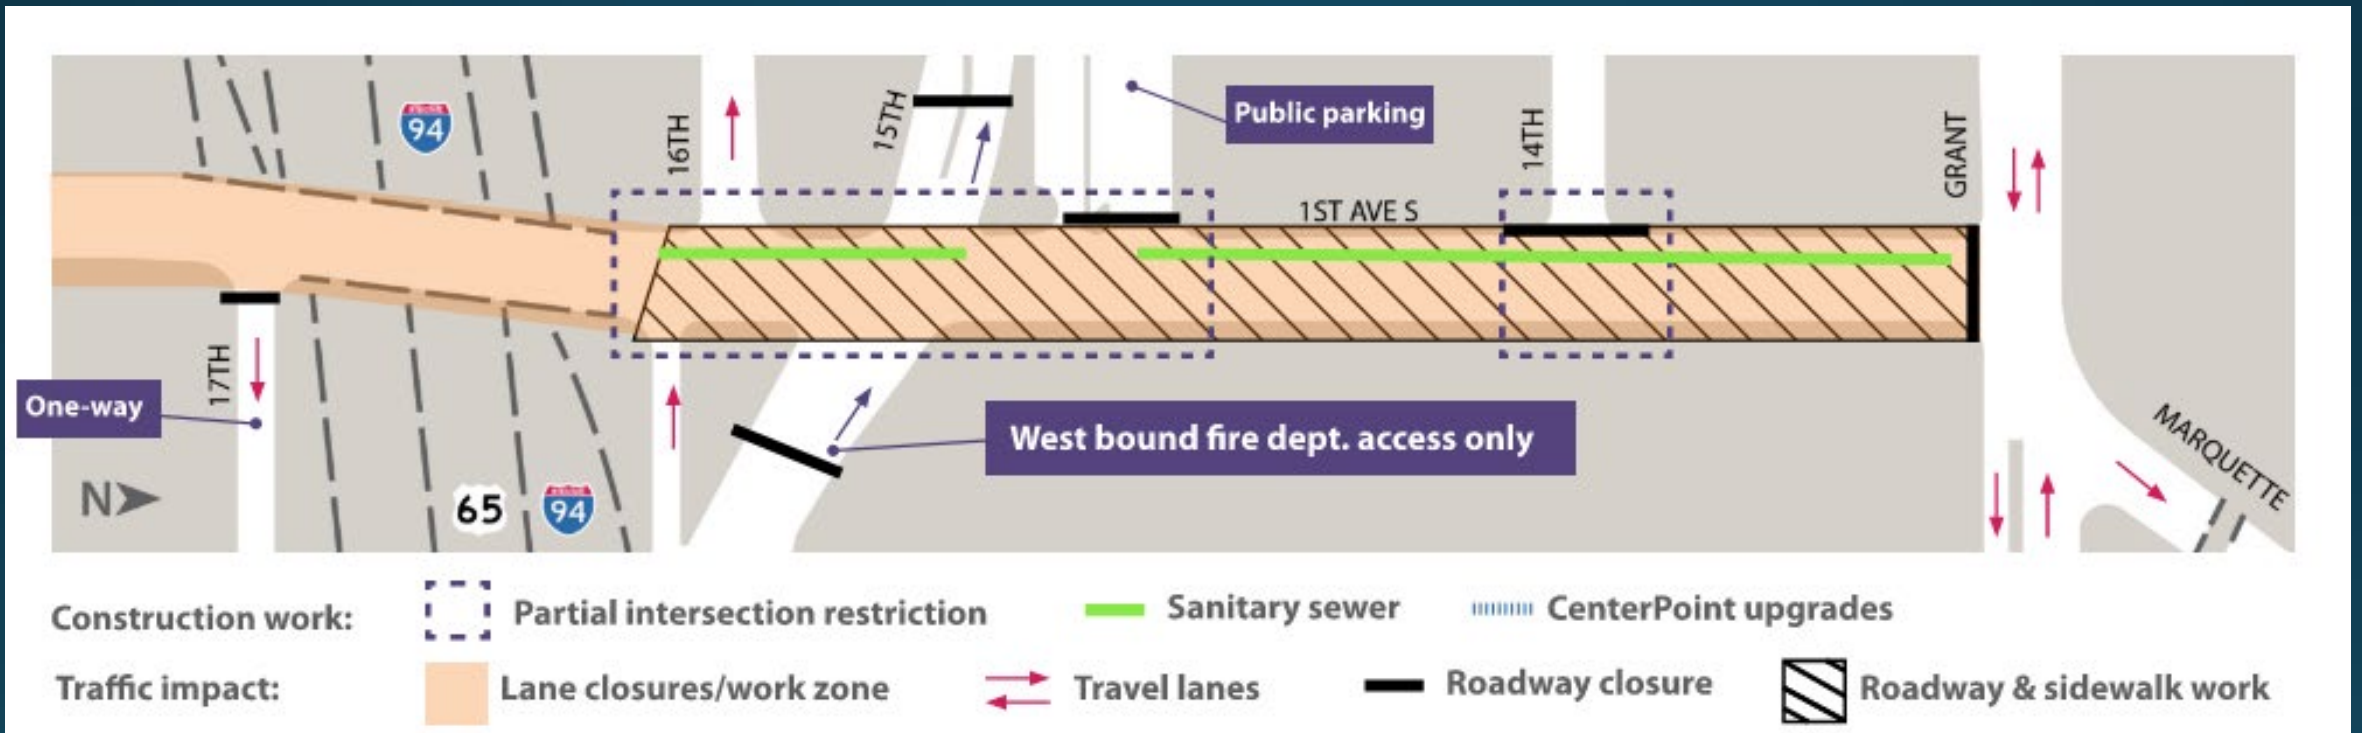 94
16TH
15TH
Public parking
14TH
GRANT
1ST AVE S
17TH
One-way
West bound fire dept. access only
MARQUETTE
N
65
94
Construction work:
Partial intersection restriction
Sanitary sewer
CenterPoint upgrades
Traffic impact:
Lane closures/work zone
Travel lanes
Roadway closure
Roadway & sidewalk work